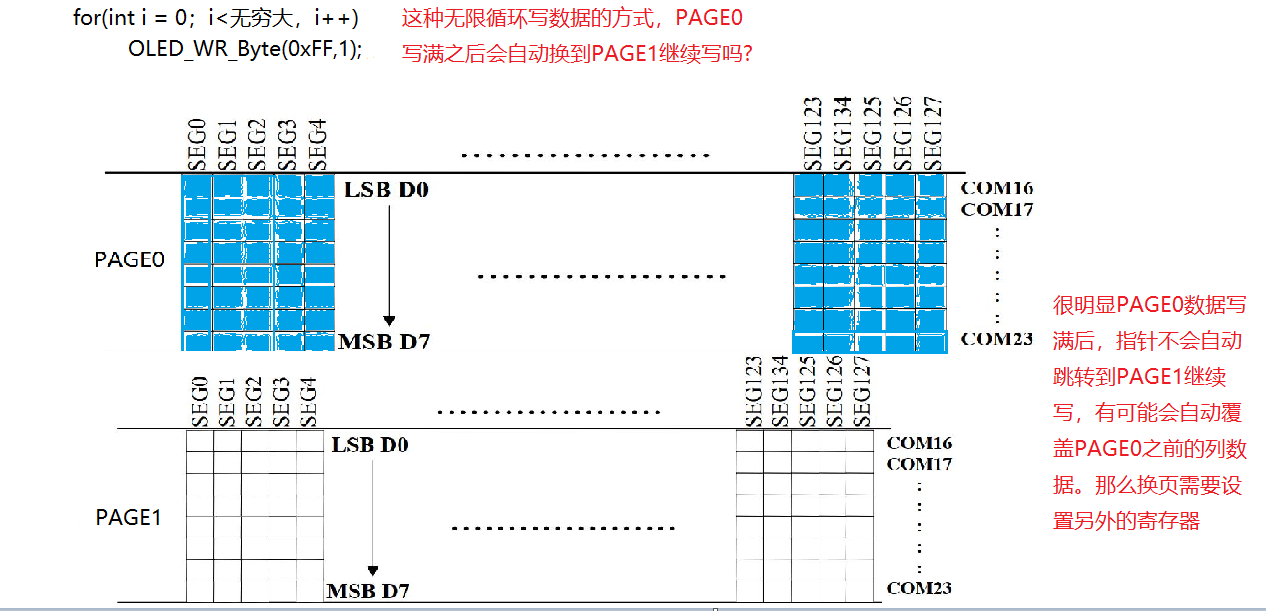 for(int i = 0；i<无穷大，i++)
OLED_WR_Byte(0xFF,1);
这种无限循环写数据的方式，PAGE0
写满之后会自动换到PAGE1继续写吗?
SEG0 SEG1 SEG2 SEG3 SEG4 .................... SEG123 SEG134 SEG125 SEG126 SEG127
LSB D0
COM16
COM17
PAGE0
MSB D7
COM23
很明显PAGE0数据写
满后，指针不会自动
跳转到PAGE1继续
写，有可能会自动覆
盖PAGE0之前的列数
据。那么换页需要设
置另外的寄存器
SEG0 SEG1 SEG2 SEG3 SEG4 .................... SEG123 SEG134 SEG125 SEG126 SEG127
LSB D0
COM16
COM17
PAGE1
MSB D7
COM23